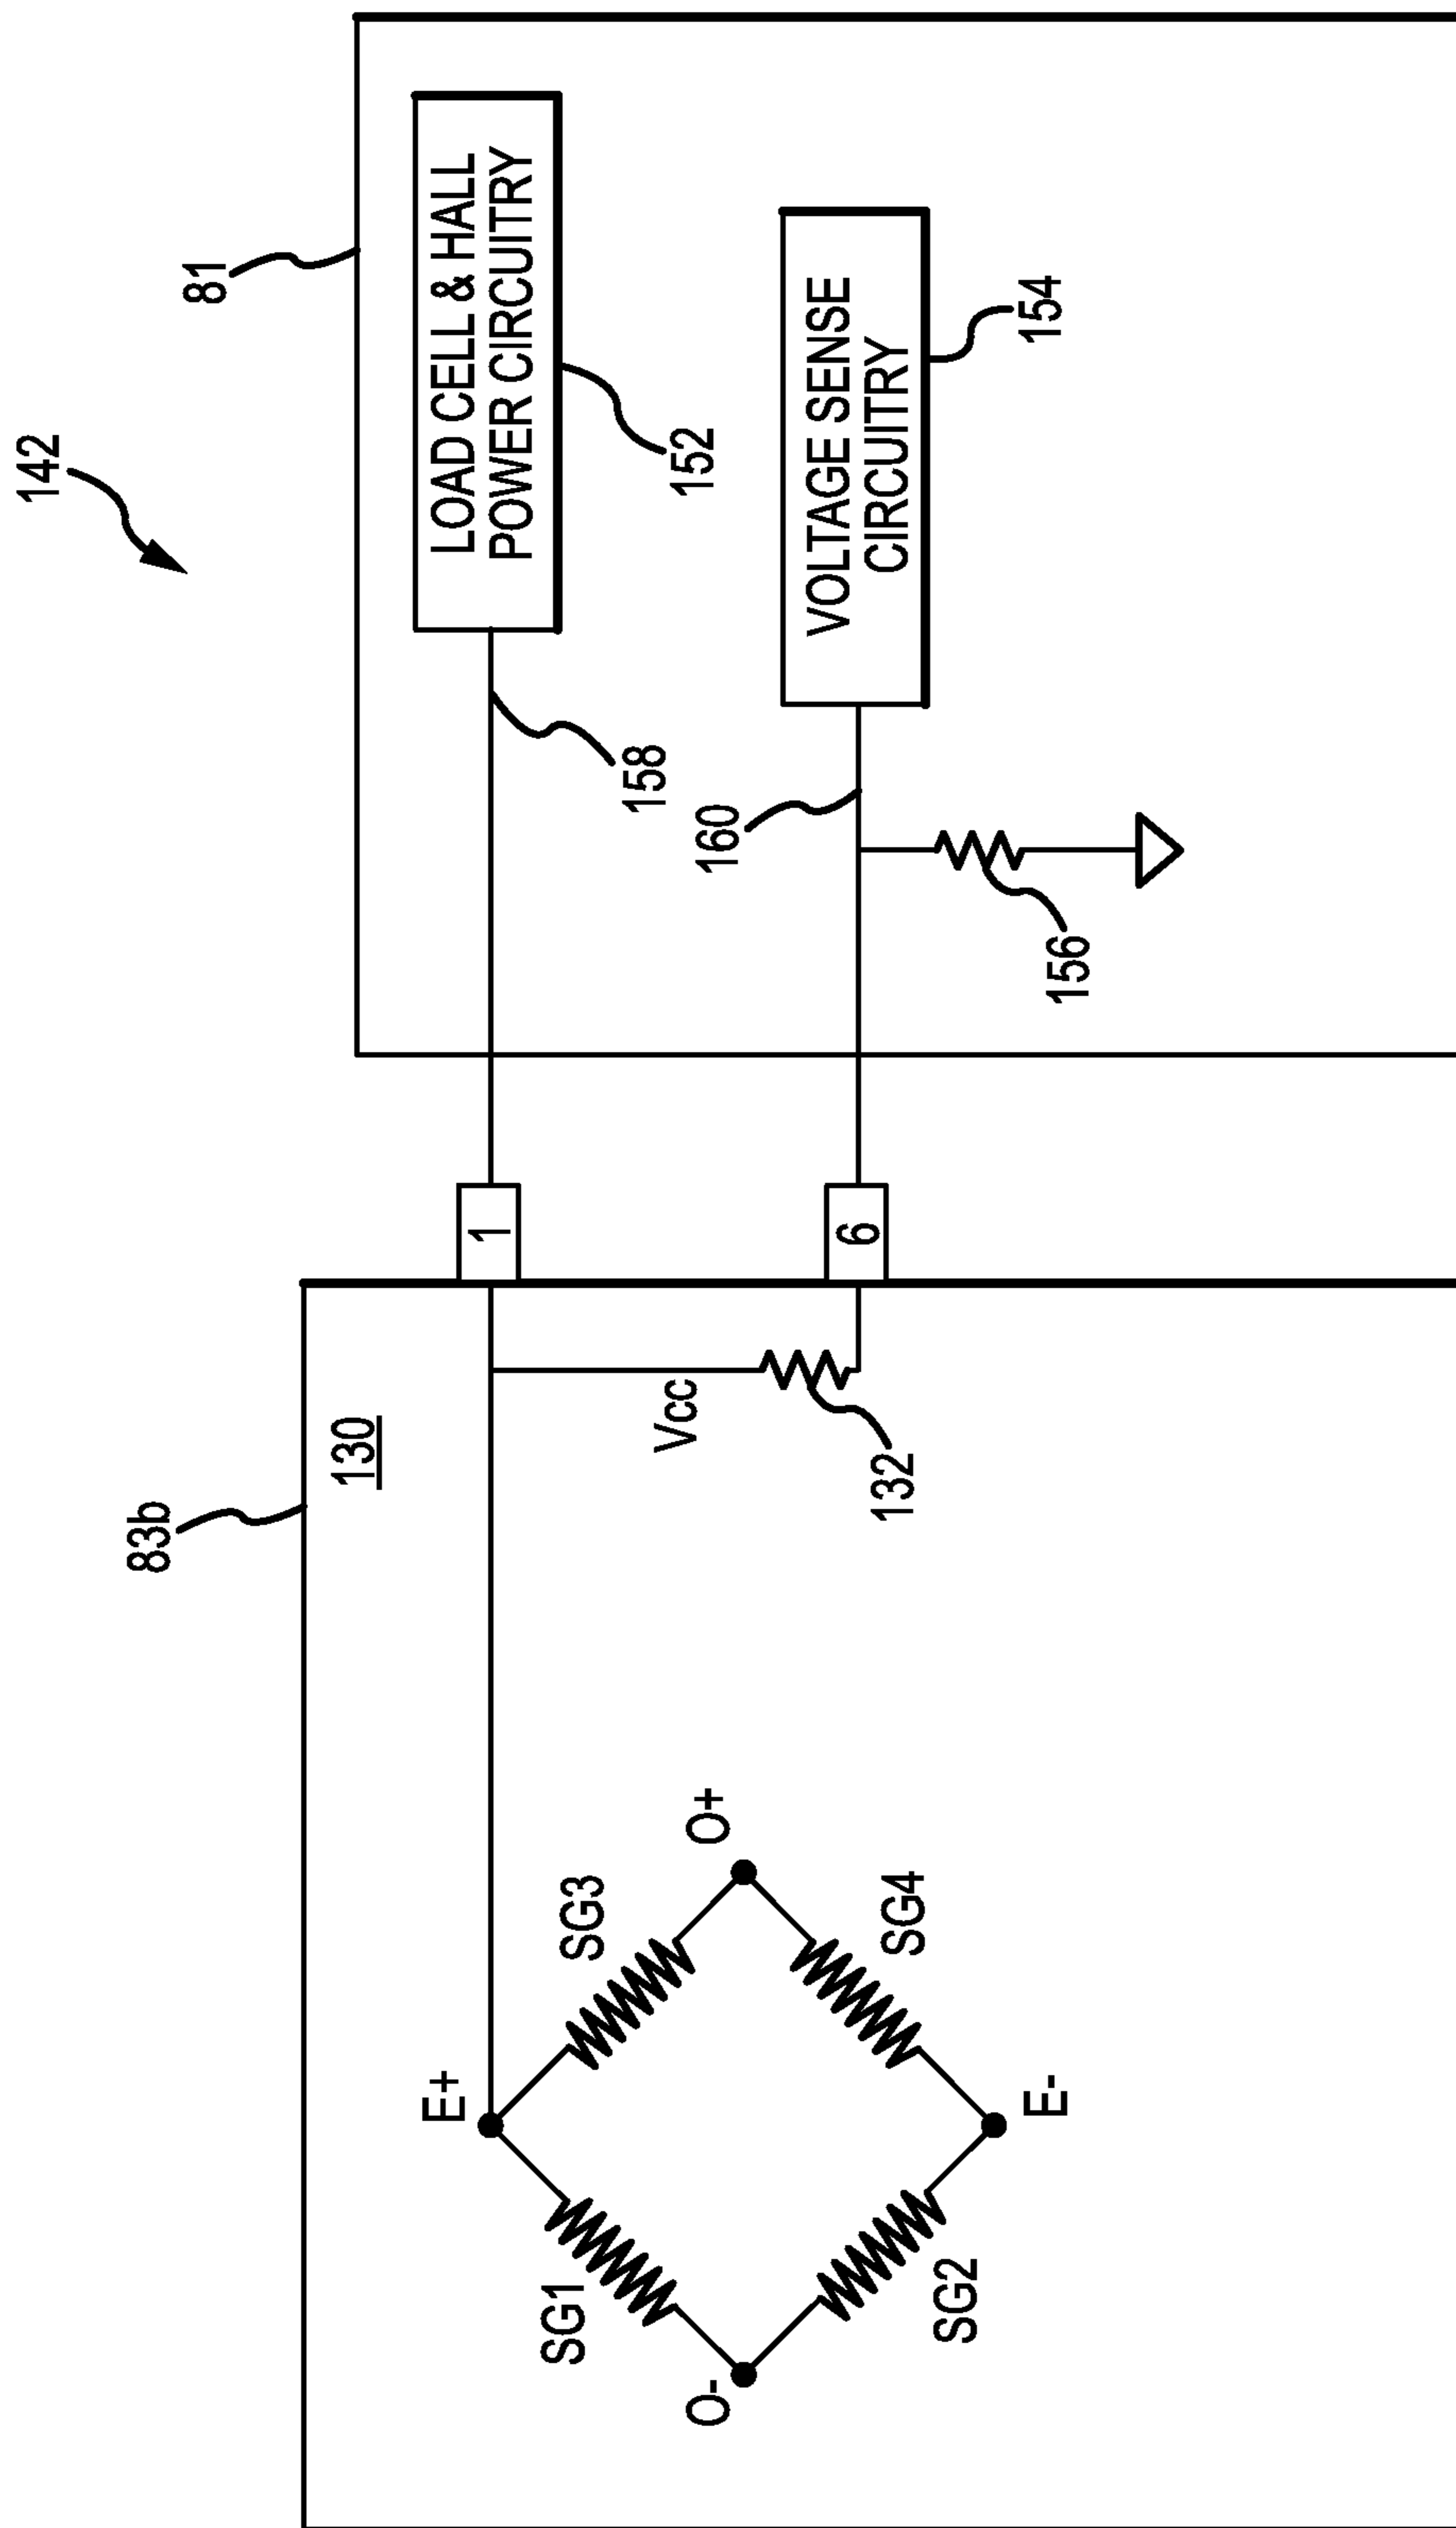 142
83b
81
130
E+
SG1
SG3
O-
O+
SG2
SG4
E-
Vcc
132
1
6
LOAD CELL & HALL
POWER CIRCUITRY
152
158
160
VOLTAGE SENSE
CIRCUITRY
154
156